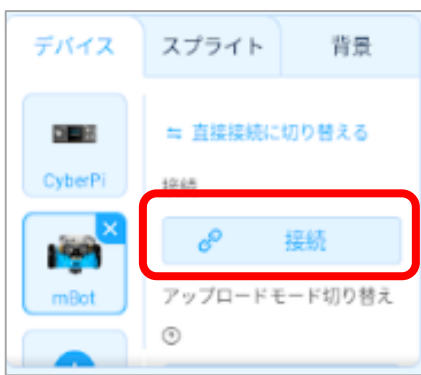 デバイス スプライト 背景
⇋ 直接接続に切り替える
CyberPi
接続
接続
mBot
アップロードモード切り替え